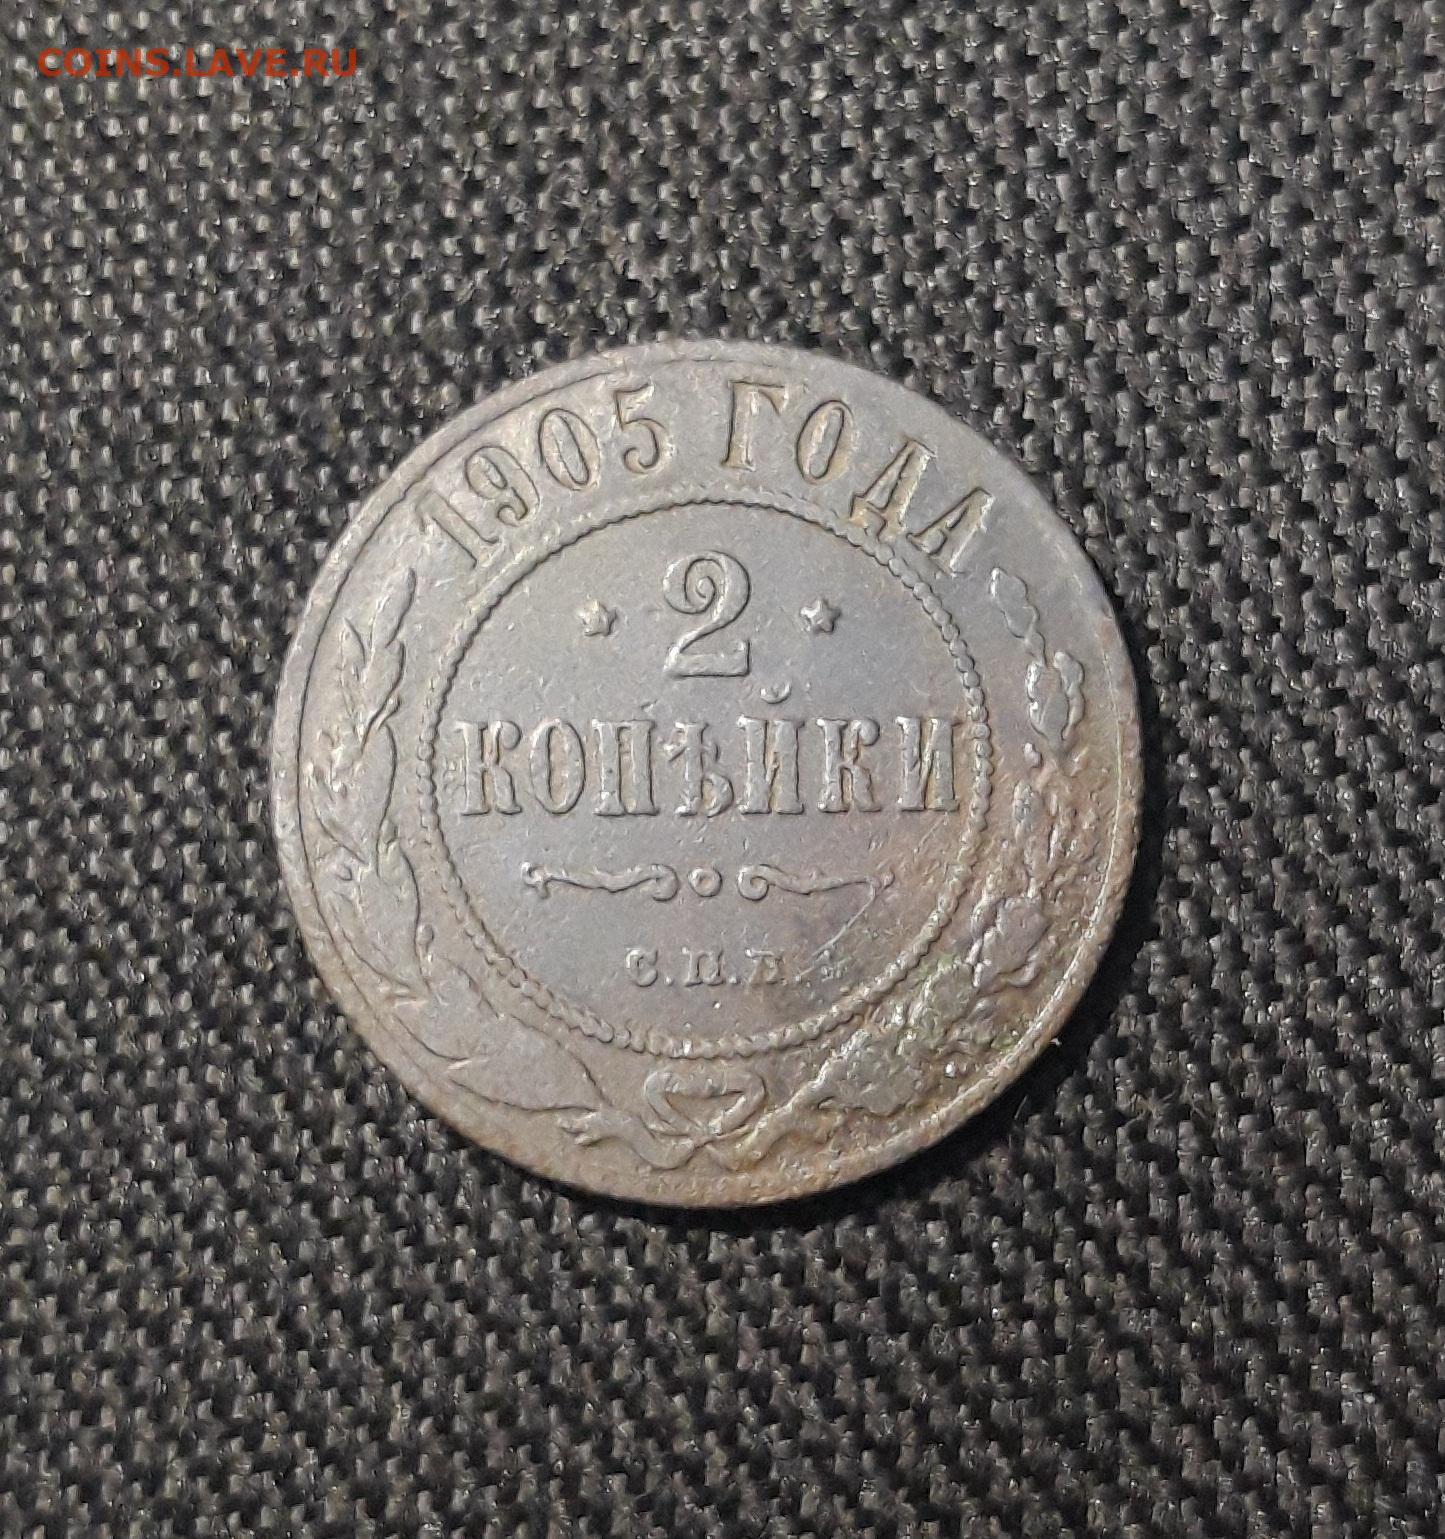 COINS.LAVE.RU
1905 ГОДА
2
КОПѢЙКИ
С.П.Б.